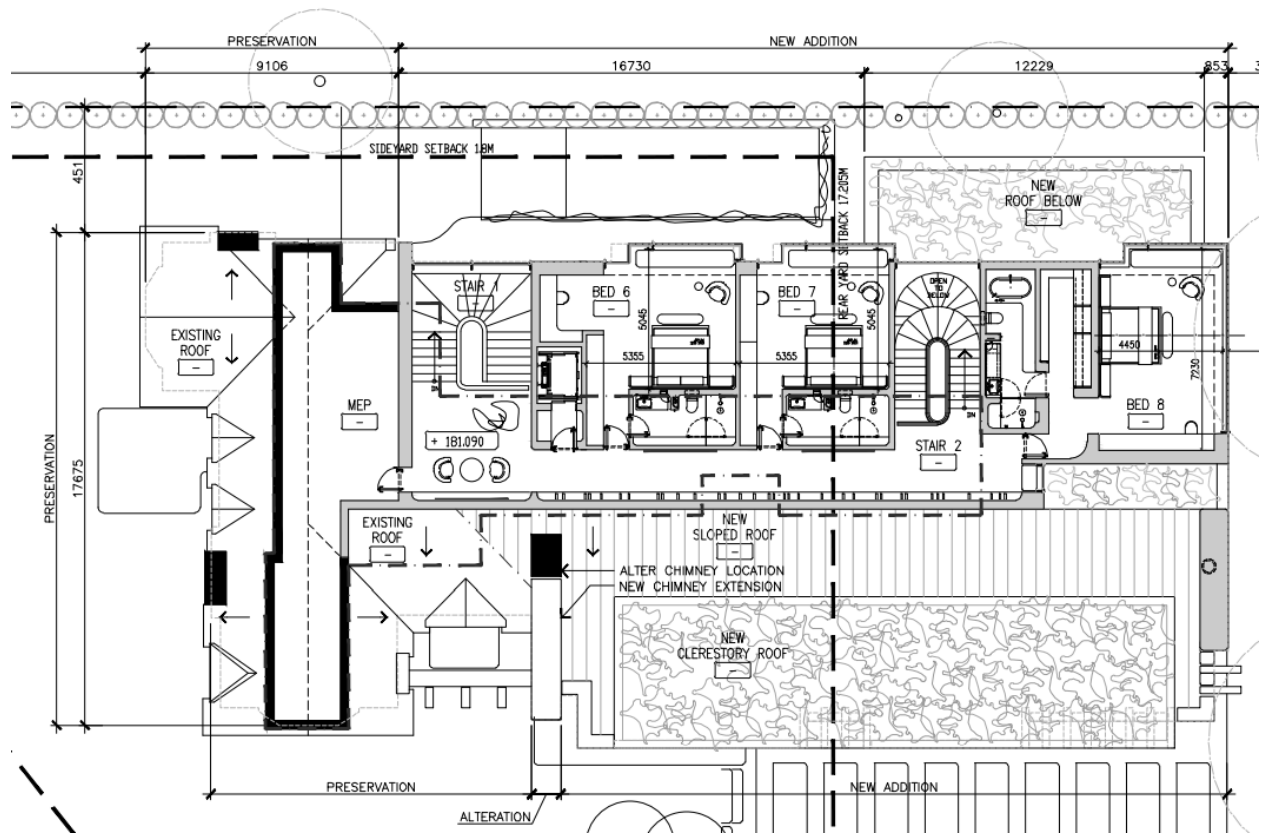 PRESERVATION
NEW ADDITION
9106
16730
12229
853
451
SIDEYARD SETBACK 1.8M
REAR YARD SETBACK 17.205M
NEW
ROOF BELOW
STAIR 1
BED 6
BED 7
OPEN
TO
BELOW
5045
5045
5355
5355
4450
7230
EXISTING
ROOF
MEP
+ 181.090
DN
DN
BED 8
STAIR 2
PRESERVATION
17675
EXISTING
ROOF
NEW
SLOPED ROOF
ALTER CHIMNEY LOCATION
NEW CHIMNEY EXTENSION
NEW
CLERESTORY ROOF
PRESERVATION
NEW ADDITION
ALTERATION